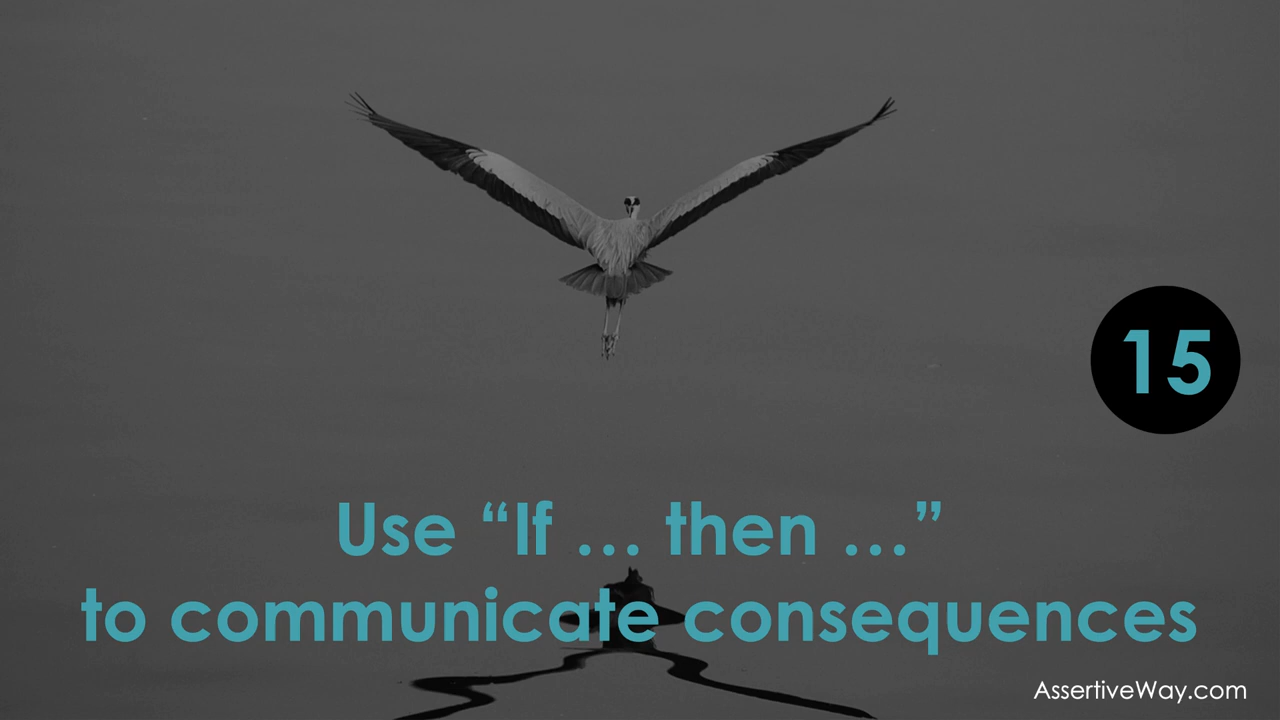 15
Use “If … then …”
to communicate consequences
AssertiveWay.com